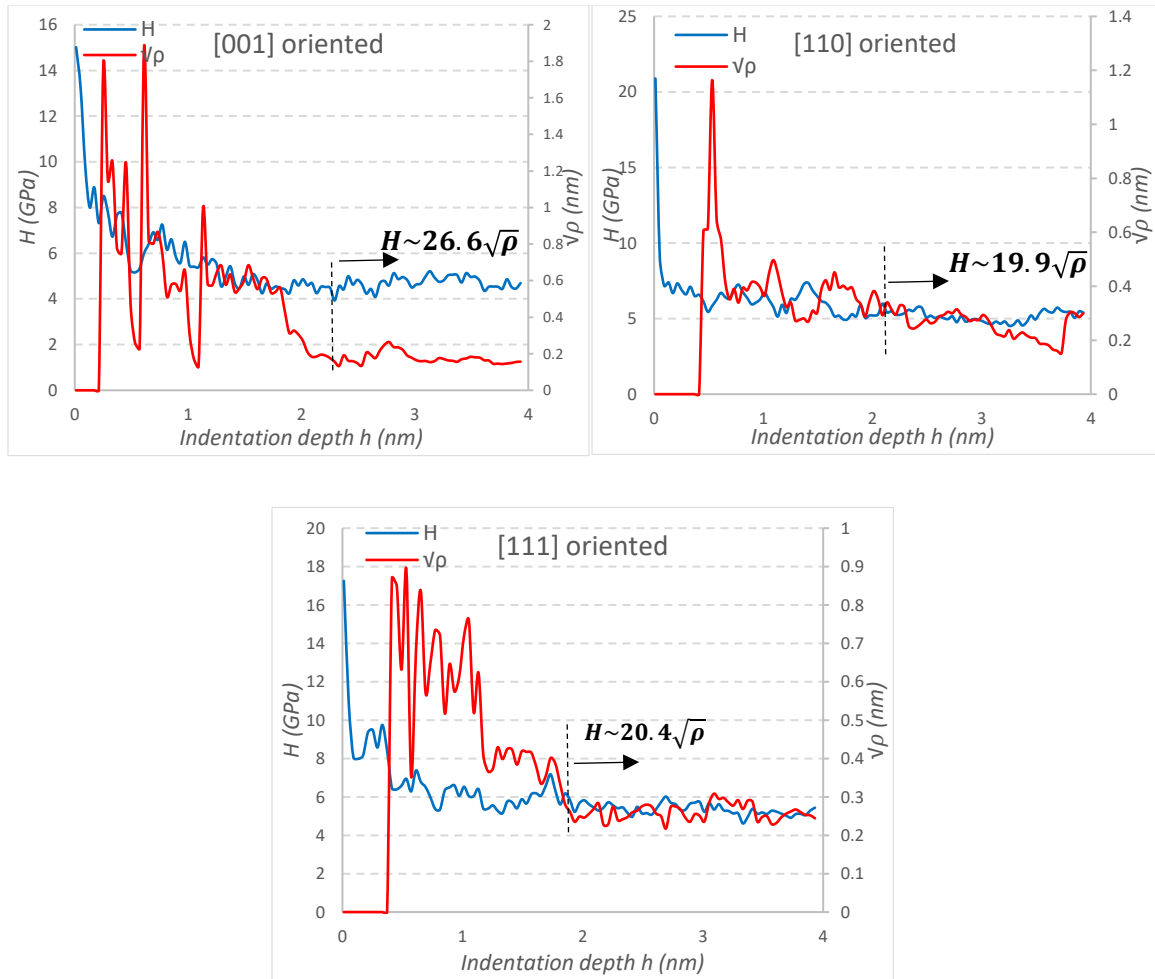 [001] oriented
H
√ρ
16
14
12
10
8
6
4
2
0
H (GPa)
2
1.8
1.6
1.4
1.2
1
0.8
0.6
0.4
0.2
0
√ρ (nm)
H~26.6√ρ
0 1 2 3 4
Indentation depth h (nm)
[110] oriented
H
√ρ
25
20
15
10
5
0
H (GPa)
1.4
1.2
1
0.8
0.6
0.4
0.2
0
√ρ (nm)
H~19.9√ρ
0 1 2 3 4
Indentation depth h (nm)
[111] oriented
H
√ρ
20
18
16
14
12
10
8
6
4
2
0
H (GPa)
1
0.9
0.8
0.7
0.6
0.5
0.4
0.3
0.2
0.1
0
√ρ (nm)
H~20.4√ρ
0 1 2 3 4
Indentation depth h (nm)